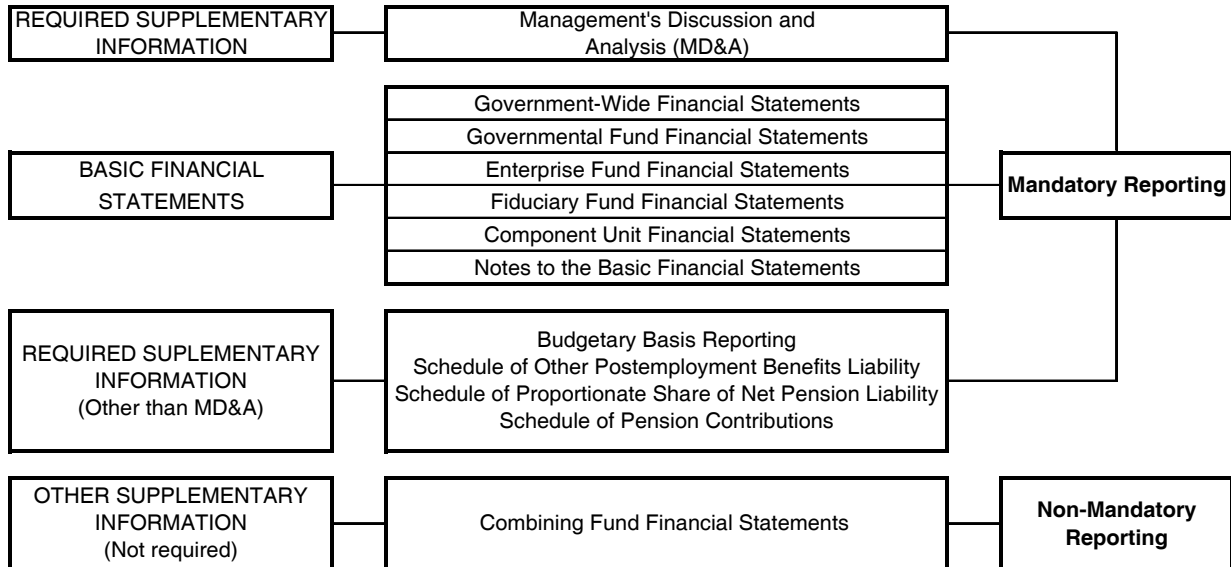 REQUIRED SUPPLEMENTARY
INFORMATION
Management's Discussion and
Analysis (MD&A)
BASIC FINANCIAL
STATEMENTS
Government-Wide Financial Statements
Governmental Fund Financial Statements
Enterprise Fund Financial Statements
Fiduciary Fund Financial Statements
Component Unit Financial Statements
Notes to the Basic Financial Statements
Mandatory Reporting
REQUIRED SUPLEMENTARY
INFORMATION
(Other than MD&A)
Budgetary Basis Reporting
Schedule of Other Postemployment Benefits Liability
Schedule of Proportionate Share of Net Pension Liability
Schedule of Pension Contributions
OTHER SUPPLEMENTARY
INFORMATION
(Not required)
Combining Fund Financial Statements
Non-Mandatory
Reporting